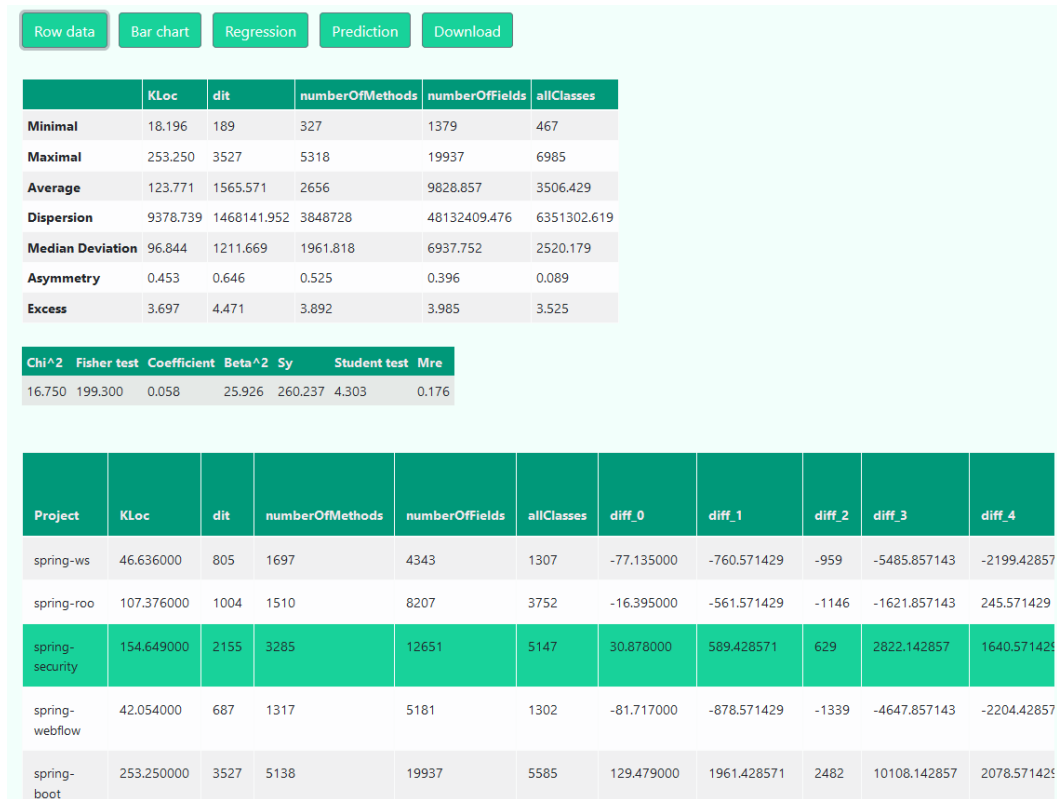 Row data Bar chart Regression Prediction Download
KLoc dit numberOfMethods numberOfFields allClasses
Minimal 18.196 189 327 1379 467
Maximal 253.250 3527 5318 19937 6985
Average 123.771 1565.571 2656 9828.857 3506.429
Dispersion 9378.739 1468141.952 3848728 48132409.476 6351302.619
Median Deviation 96.844 1211.669 1961.818 6937.752 2520.179
Asymmetry 0.453 0.646 0.525 0.396 0.089
Excess 3.697 4.471 3.892 3.985 3.525
Chi^2 Fisher test Coefficient Beta^2 Sy Student test Mre
16.750 199.300 0.058 25.926 260.237 4.303 0.176
Project KLoc dit numberOfMethods numberOfFields allClasses diff_0 diff_1 diff_2 diff_3 diff_4
spring-ws 46.636000 805 1697 4343 1307 -77.135000 -760.571429 -959 -5485.857143 -2199.42857
spring-roo 107.376000 1004 1510 8207 3752 -16.395000 -561.571429 -1146 -1621.857143 245.571429
spring- 154.649000 2155 3285 12651 5147 30.878000 589.428571 629 2822.142857 1640.571429
security
spring- 42.054000 687 1317 5181 1302 -81.717000 -878.571429 -1339 -4647.857143 -2204.42857
webflow
spring- 253.250000 3527 5138 19937 5585 129.479000 1961.428571 2482 10108.142857 2078.571429
boot